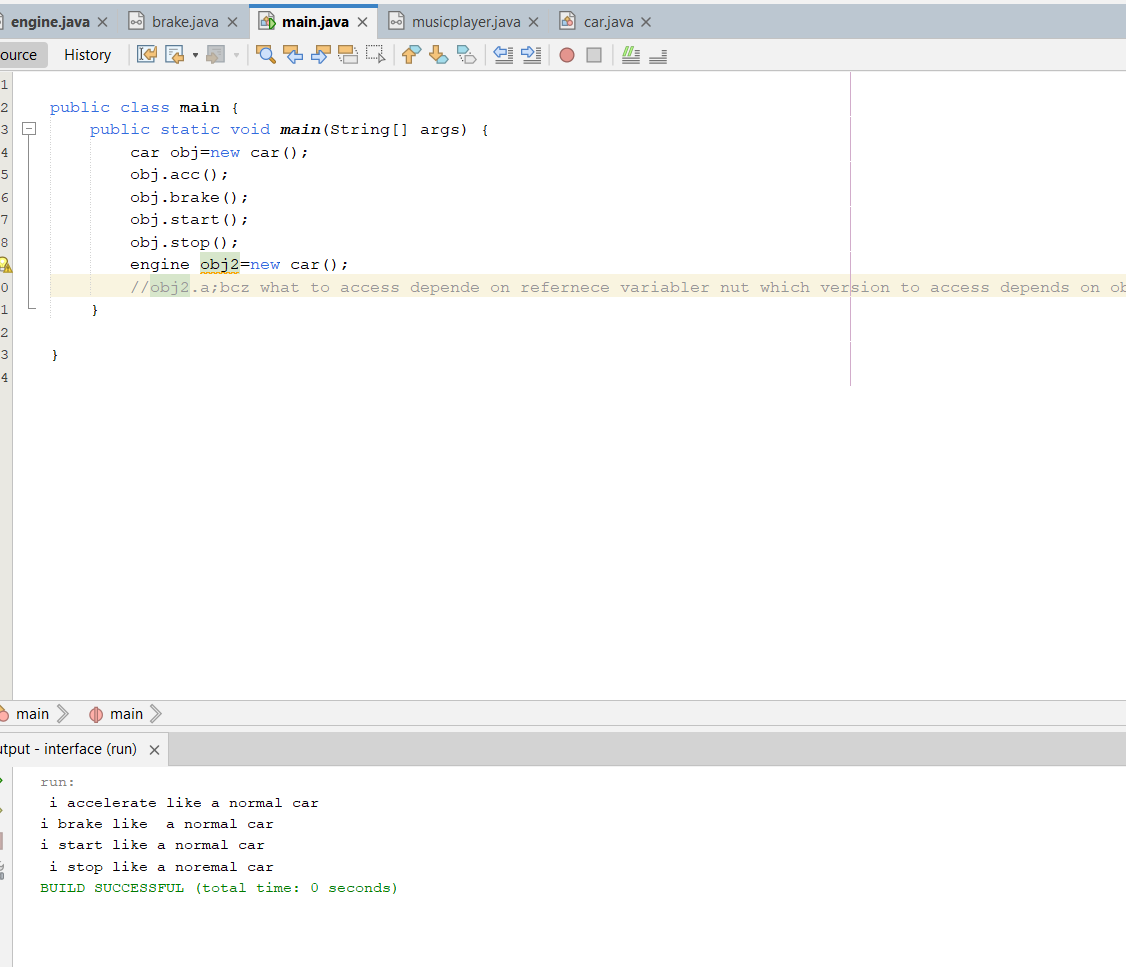 engine.java brake.java main.java musicplayer.java car.java
ource History
1
2 public class main {
3 public static void main(String[] args) {
4 car obj=new car();
5 obj.acc();
6 obj.brake();
7 obj.start();
8 obj.stop();
engine obj2=new car();
0 //obj2.a;bcz what to access depende on refernece variabler nut which version to access depends on ob
1 }
2
3 }
4
main main
utput - interface (run)
run:
i accelerate like a normal car
i brake like  a normal car
i start like a normal car
i stop like a noremal car
BUILD SUCCESSFUL (total time: 0 seconds)